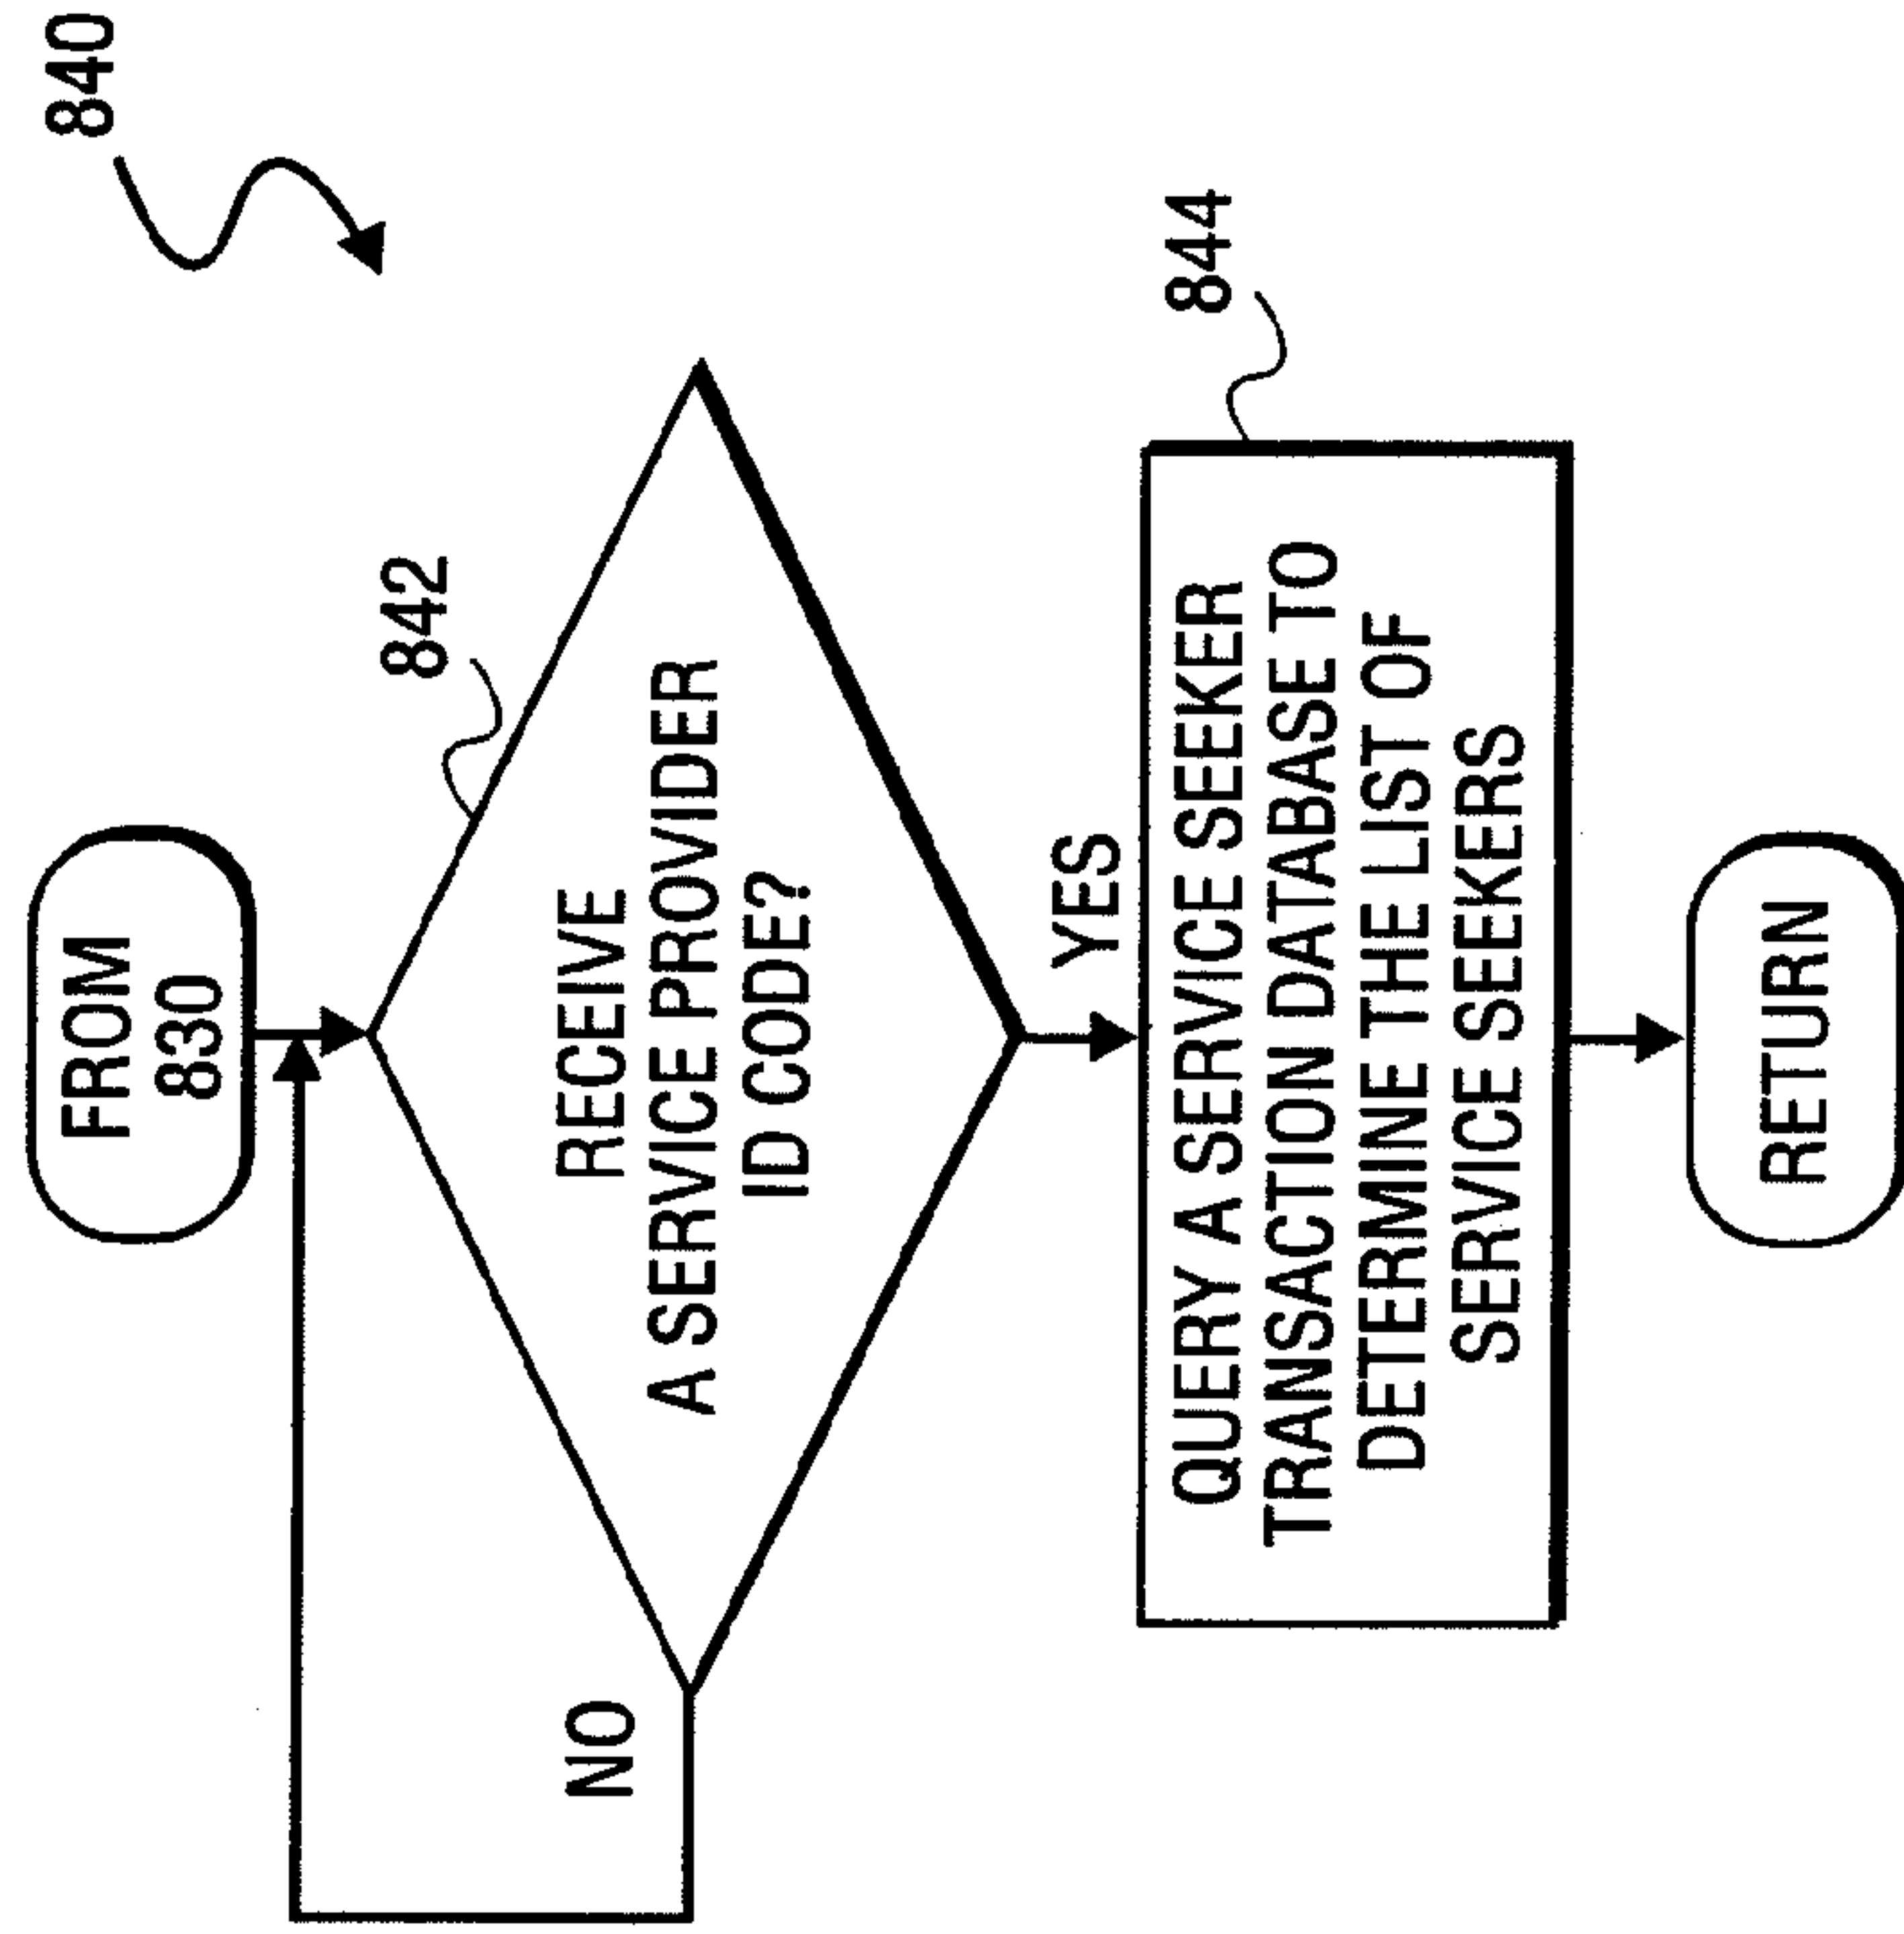 840
FROM
830
842
RECEIVE
A SERVICE PROVIDER
ID CODE?
NO
YES
844
QUERY A SERVICE SEEKER
TRANSACTION DATABASE TO
DETERMINE THE LIST OF
SERVICE SEEKERS
RETURN